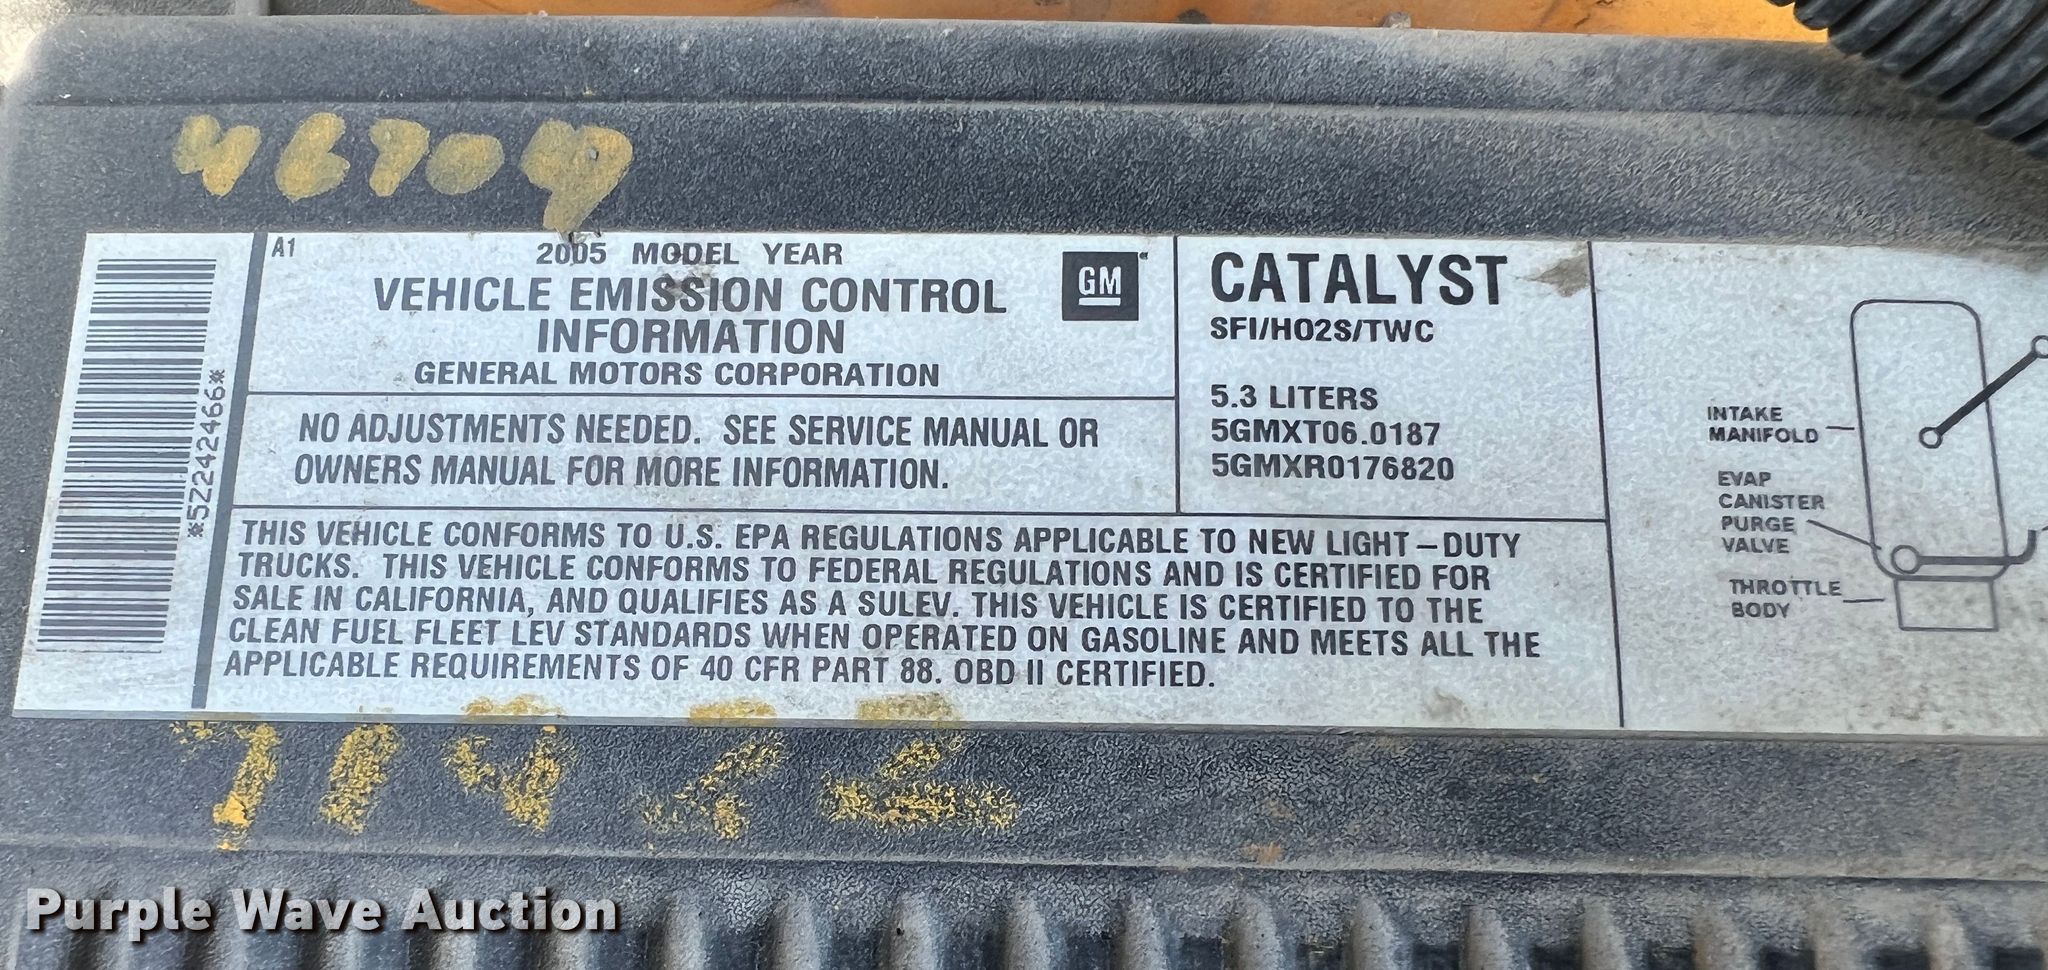 46709
A1
2005 MODEL YEAR
VEHICLE EMISSION CONTROL
INFORMATION
GENERAL MOTORS CORPORATION
GM
NO ADJUSTMENTS NEEDED. SEE SERVICE MANUAL OR
OWNERS MANUAL FOR MORE INFORMATION.
CATALYST
SFI/HO2S/TWC
5.3 LITERS
5GMXT06.0187
5GMXR0176820
THIS VEHICLE CONFORMS TO U.S. EPA REGULATIONS APPLICABLE TO NEW LIGHT-DUTY
TRUCKS. THIS VEHICLE CONFORMS TO FEDERAL REGULATIONS AND IS CERTIFIED FOR
SALE IN CALIFORNIA, AND QUALIFIES AS A SULEV. THIS VEHICLE IS CERTIFIED TO THE
CLEAN FUEL FLEET LEV STANDARDS WHEN OPERATED ON GASOLINE AND MEETS ALL THE
APPLICABLE REQUIREMENTS OF 40 CFR PART 88. OBD II CERTIFIED.
*5Z242466*
INTAKE
MANIFOLD
EVAP
CANISTER
PURGE
VALVE
THROTTLE
BODY
Purple Wave Auction